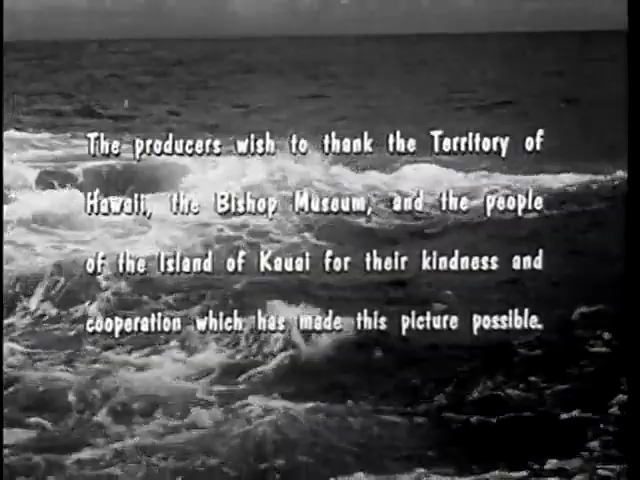 The producers wish to thank the Territory of
Hawaii, the Bishop Museum, and the people
of the Island of Kauai for their kindness and
cooperation which has made this picture possible.